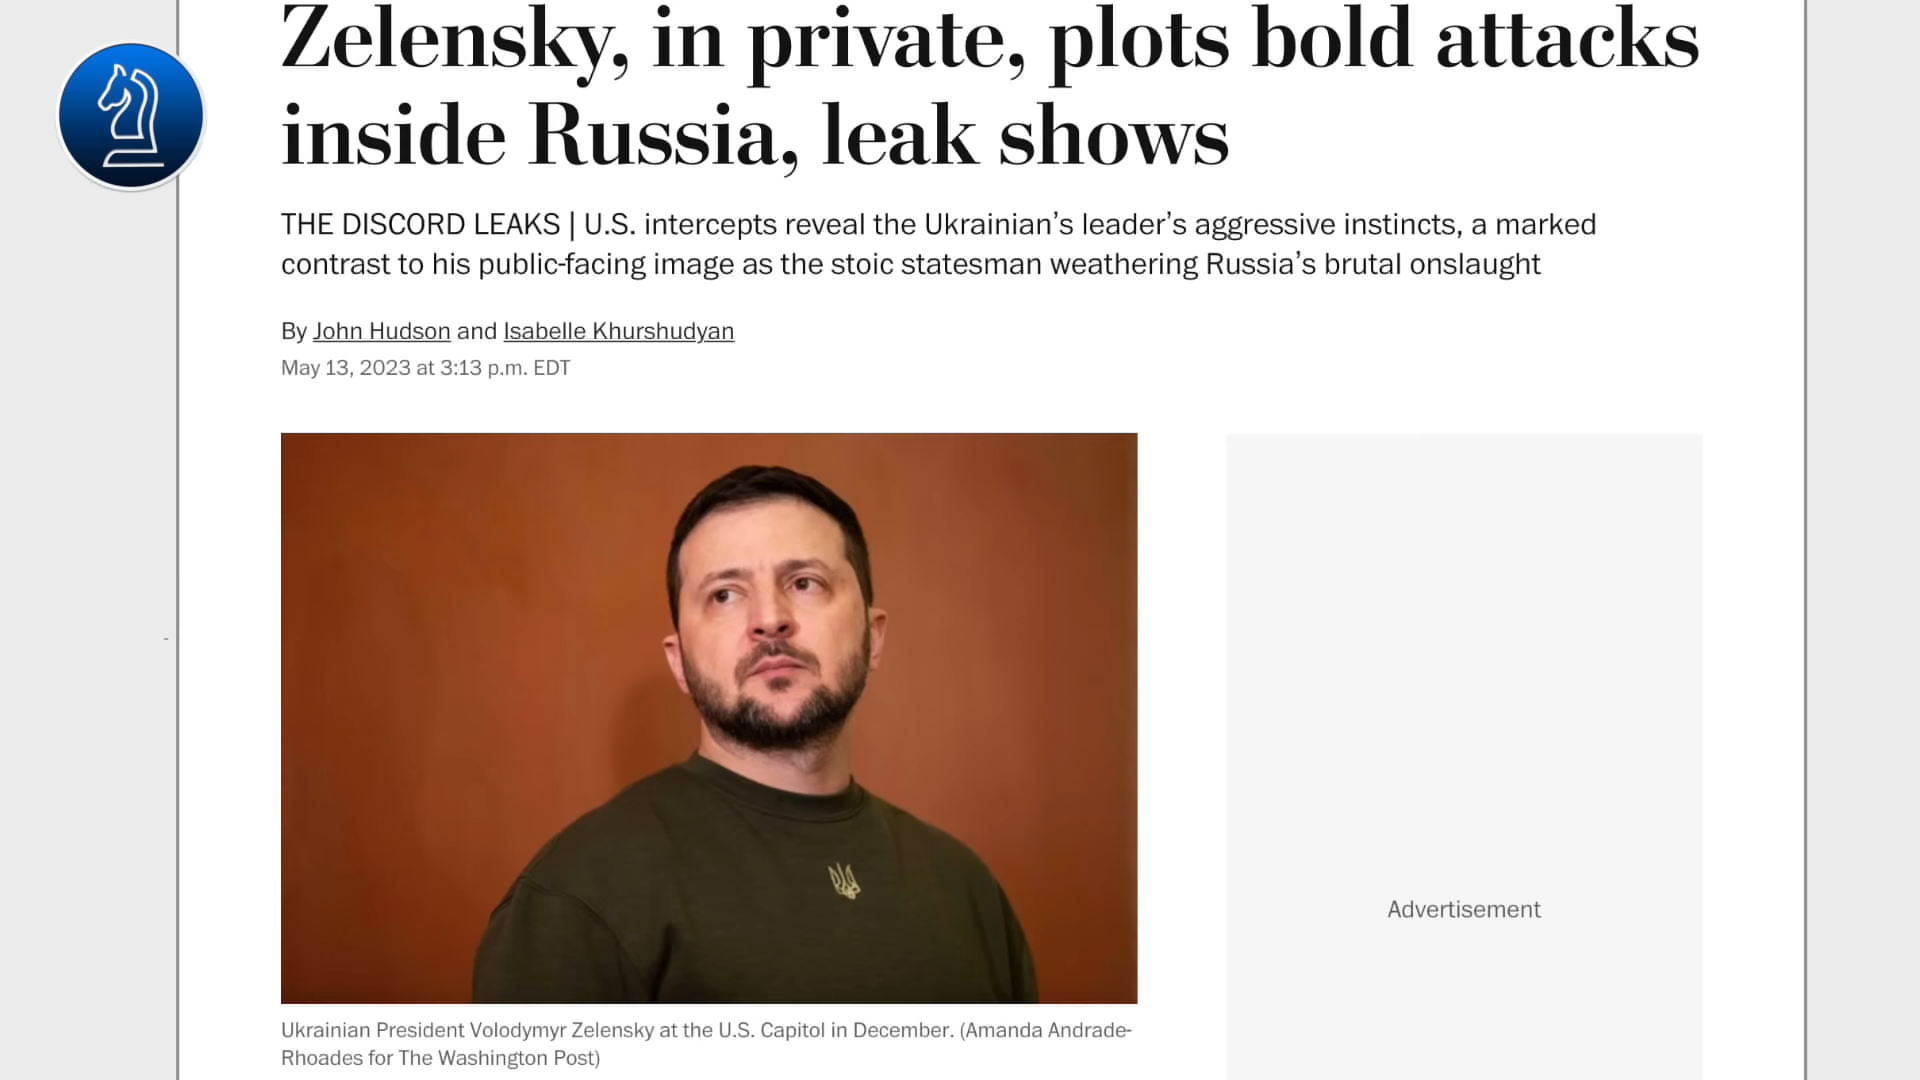 Zelensky, in private, plots bold attacks
inside Russia, leak shows
THE DISCORD LEAKS | U.S. intercepts reveal the Ukrainian’s leader’s aggressive instincts, a marked
contrast to his public-facing image as the stoic statesman weathering Russia’s brutal onslaught
By John Hudson and Isabelle Khurshudyan
May 13, 2023 at 3:13 p.m. EDT
Advertisement
Ukrainian President Volodymyr Zelensky at the U.S. Capitol in December. (Amanda Andrade-
Rhoades for The Washington Post)